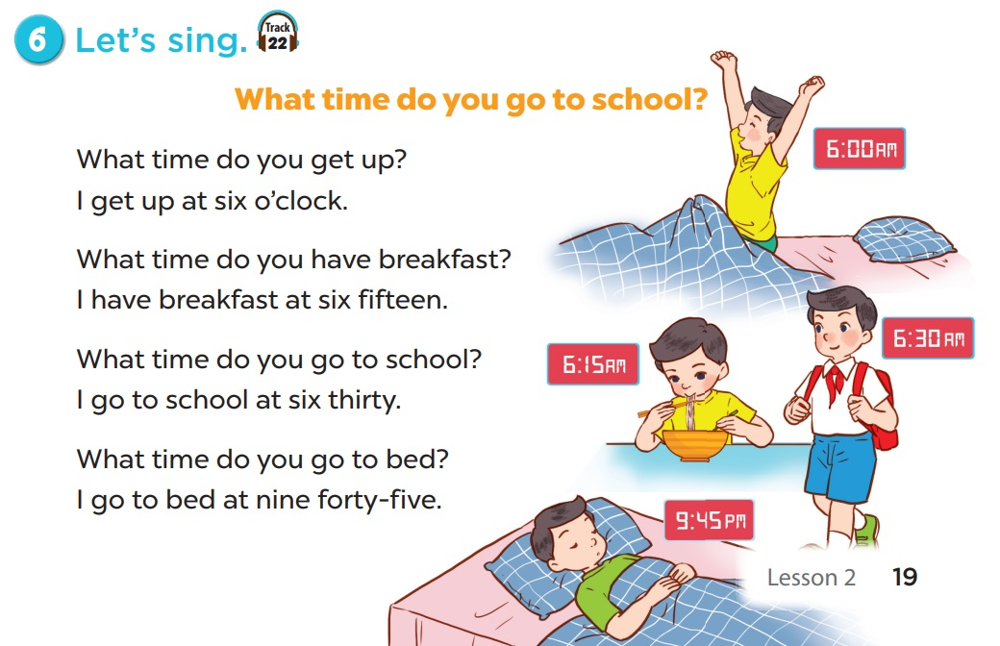 6 Let's sing. Track 22
What time do you go to school?
What time do you get up?
I get up at six o'clock.
What time do you have breakfast?
I have breakfast at six fifteen.
What time do you go to school?
I go to school at six thirty.
What time do you go to bed?
I go to bed at nine forty-five.
6:00AM
6:15AM
6:30AM
9:45PM
Lesson 2 19